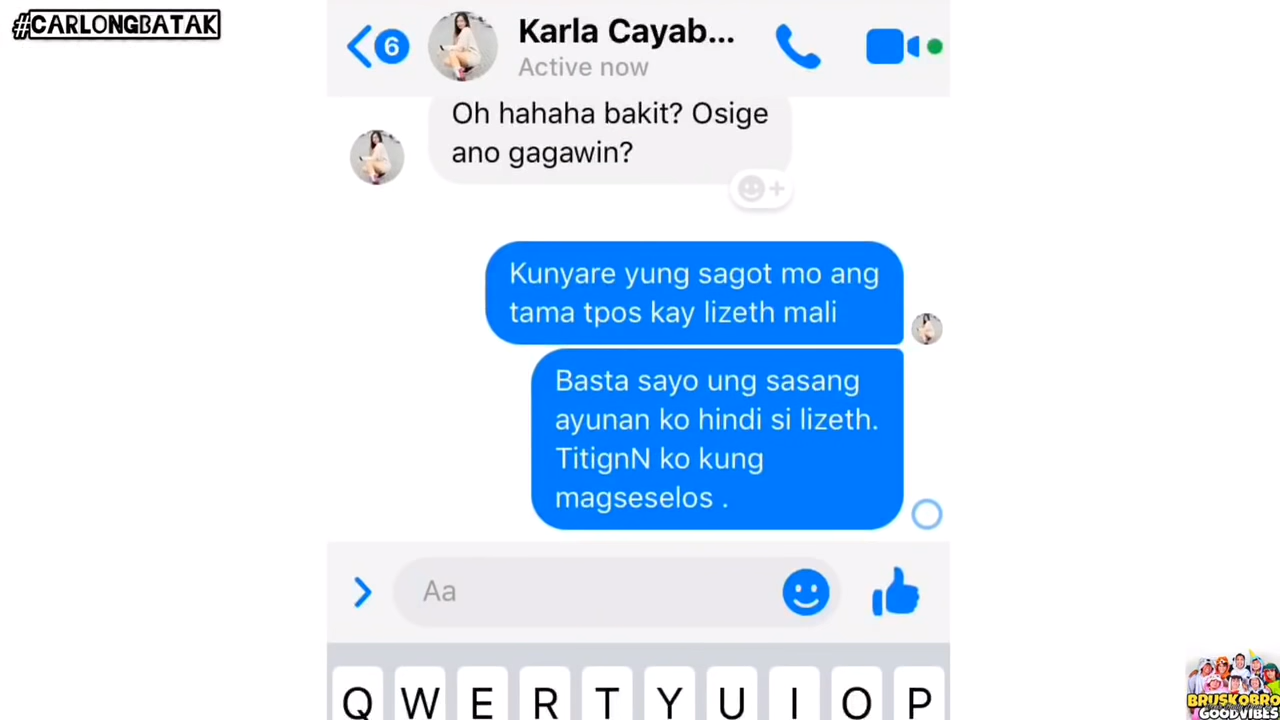 #CARLONGBATAK
6
Karla Cayab...
Active now
Oh hahaha bakit? Osige
ano gagawin?
Kunyare yung sagot mo ang
tama tpos kay lizeth mali
Basta sayo ung sasang
ayunan ko hindi si lizeth.
TitignN ko kung
magseselos .
Aa
Q W E R T Y U I O P
BRUSKOBRO
GOODVIBES